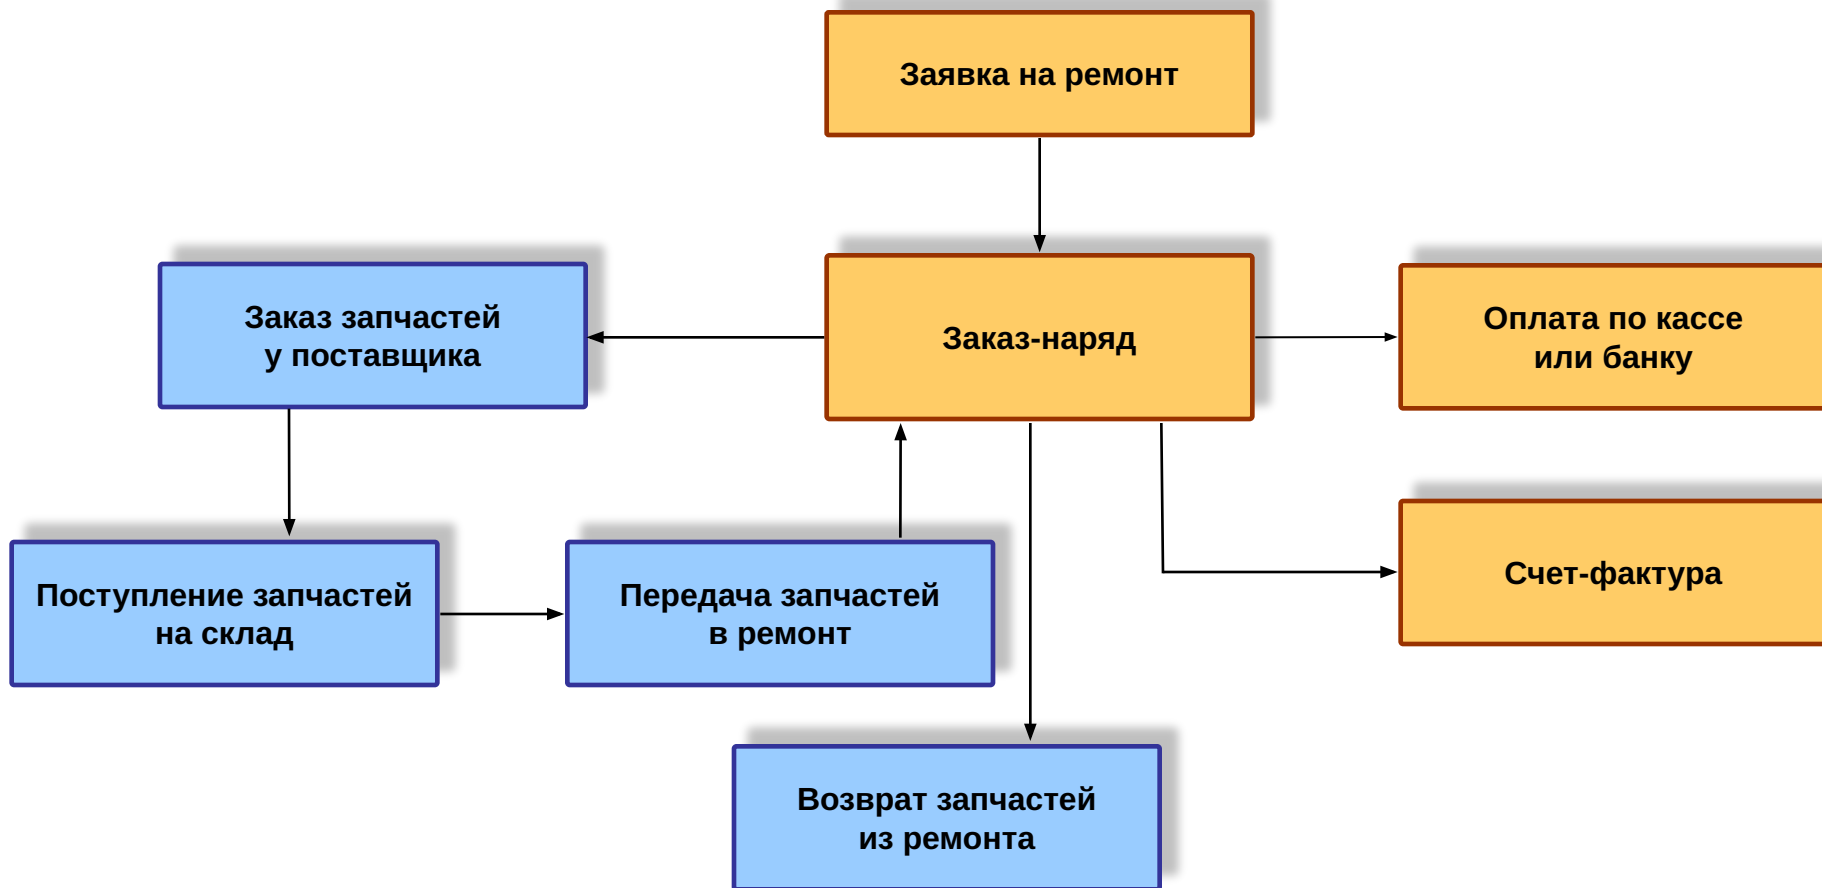 Заявка на ремонт
Заказ запчастей
у поставщика
Заказ-наряд
Оплата по кассе
или банку
Поступление запчастей
на склад
Передача запчастей
в ремонт
Счет-фактура
Возврат запчастей
из ремонта